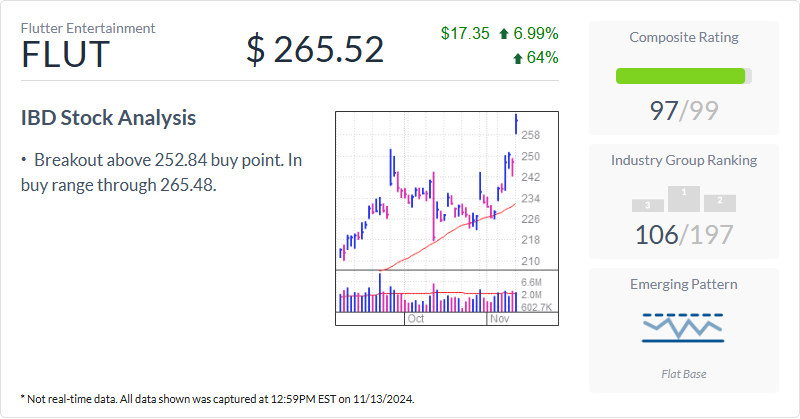 Flutter Entertainment
FLUT
$ 265.52
$17.35 6.99%
64%
IBD Stock Analysis
• Breakout above 252.84 buy point. In
buy range through 265.48.
258
250
242
234
226
218
210
6.6M
2.0M
602.7K
Oct
Nov
Composite Rating
97/99
Industry Group Ranking
3
1
2
106/197
Emerging Pattern
Flat Base
* Not real-time data. All data shown was captured at 12:59PM EST on 11/13/2024.